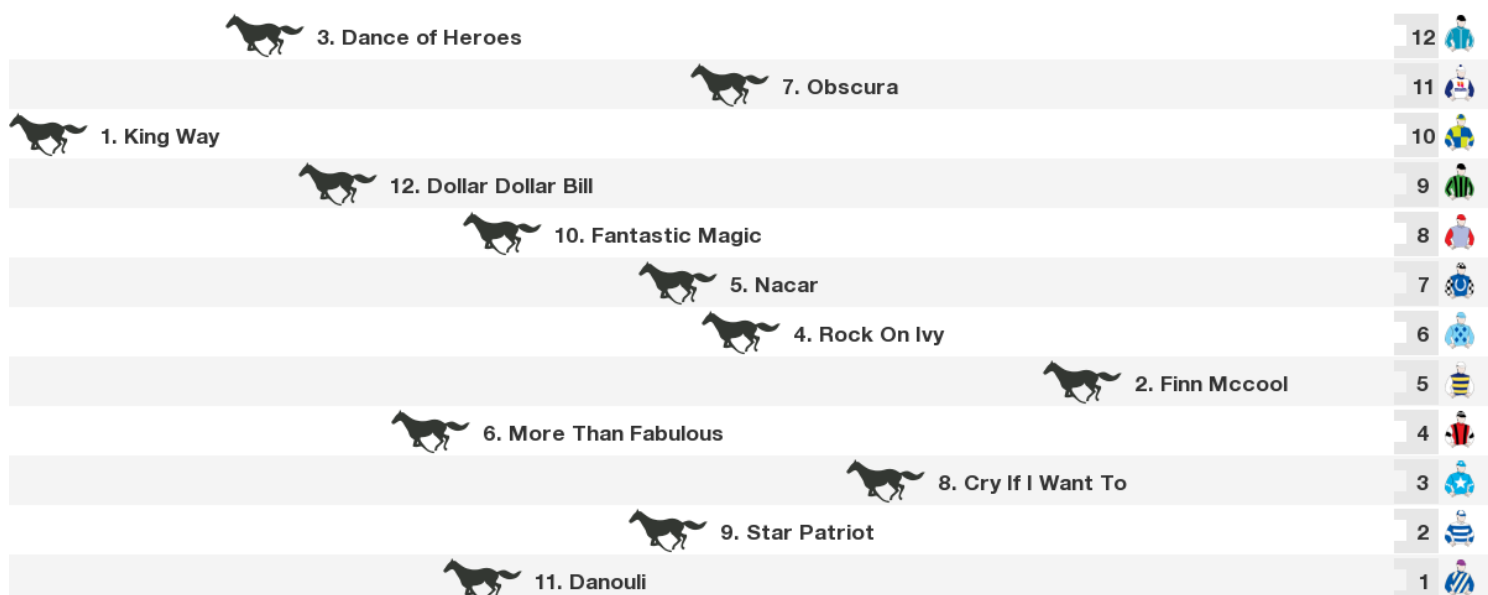 3. Dance of Heroes 12
7. Obscura 11
1. King Way 10
12. Dollar Dollar Bill 9
10. Fantastic Magic 8
5. Nacar 7
4. Rock On Ivy 6
2. Finn Mccool 5
6. More Than Fabulous 4
8. Cry If I Want To 3
9. Star Patriot 2
11. Danouli 1